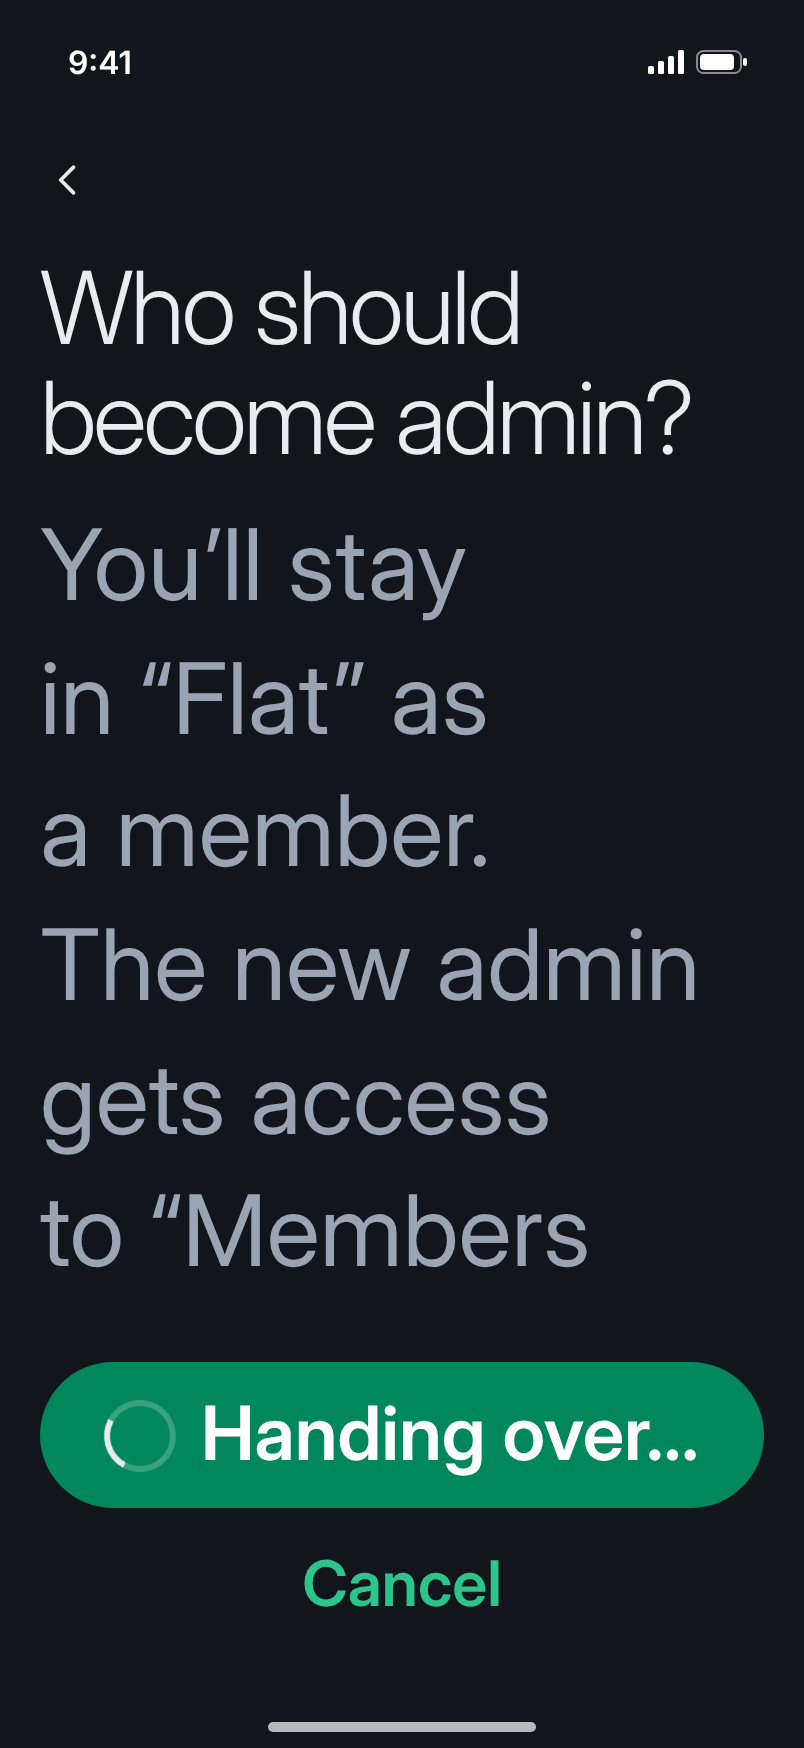 9:41
Who should
become admin?
You’ll stay
in “Flat” as
a member.
The new admin
gets access
to “Members
Handing over…
Cancel